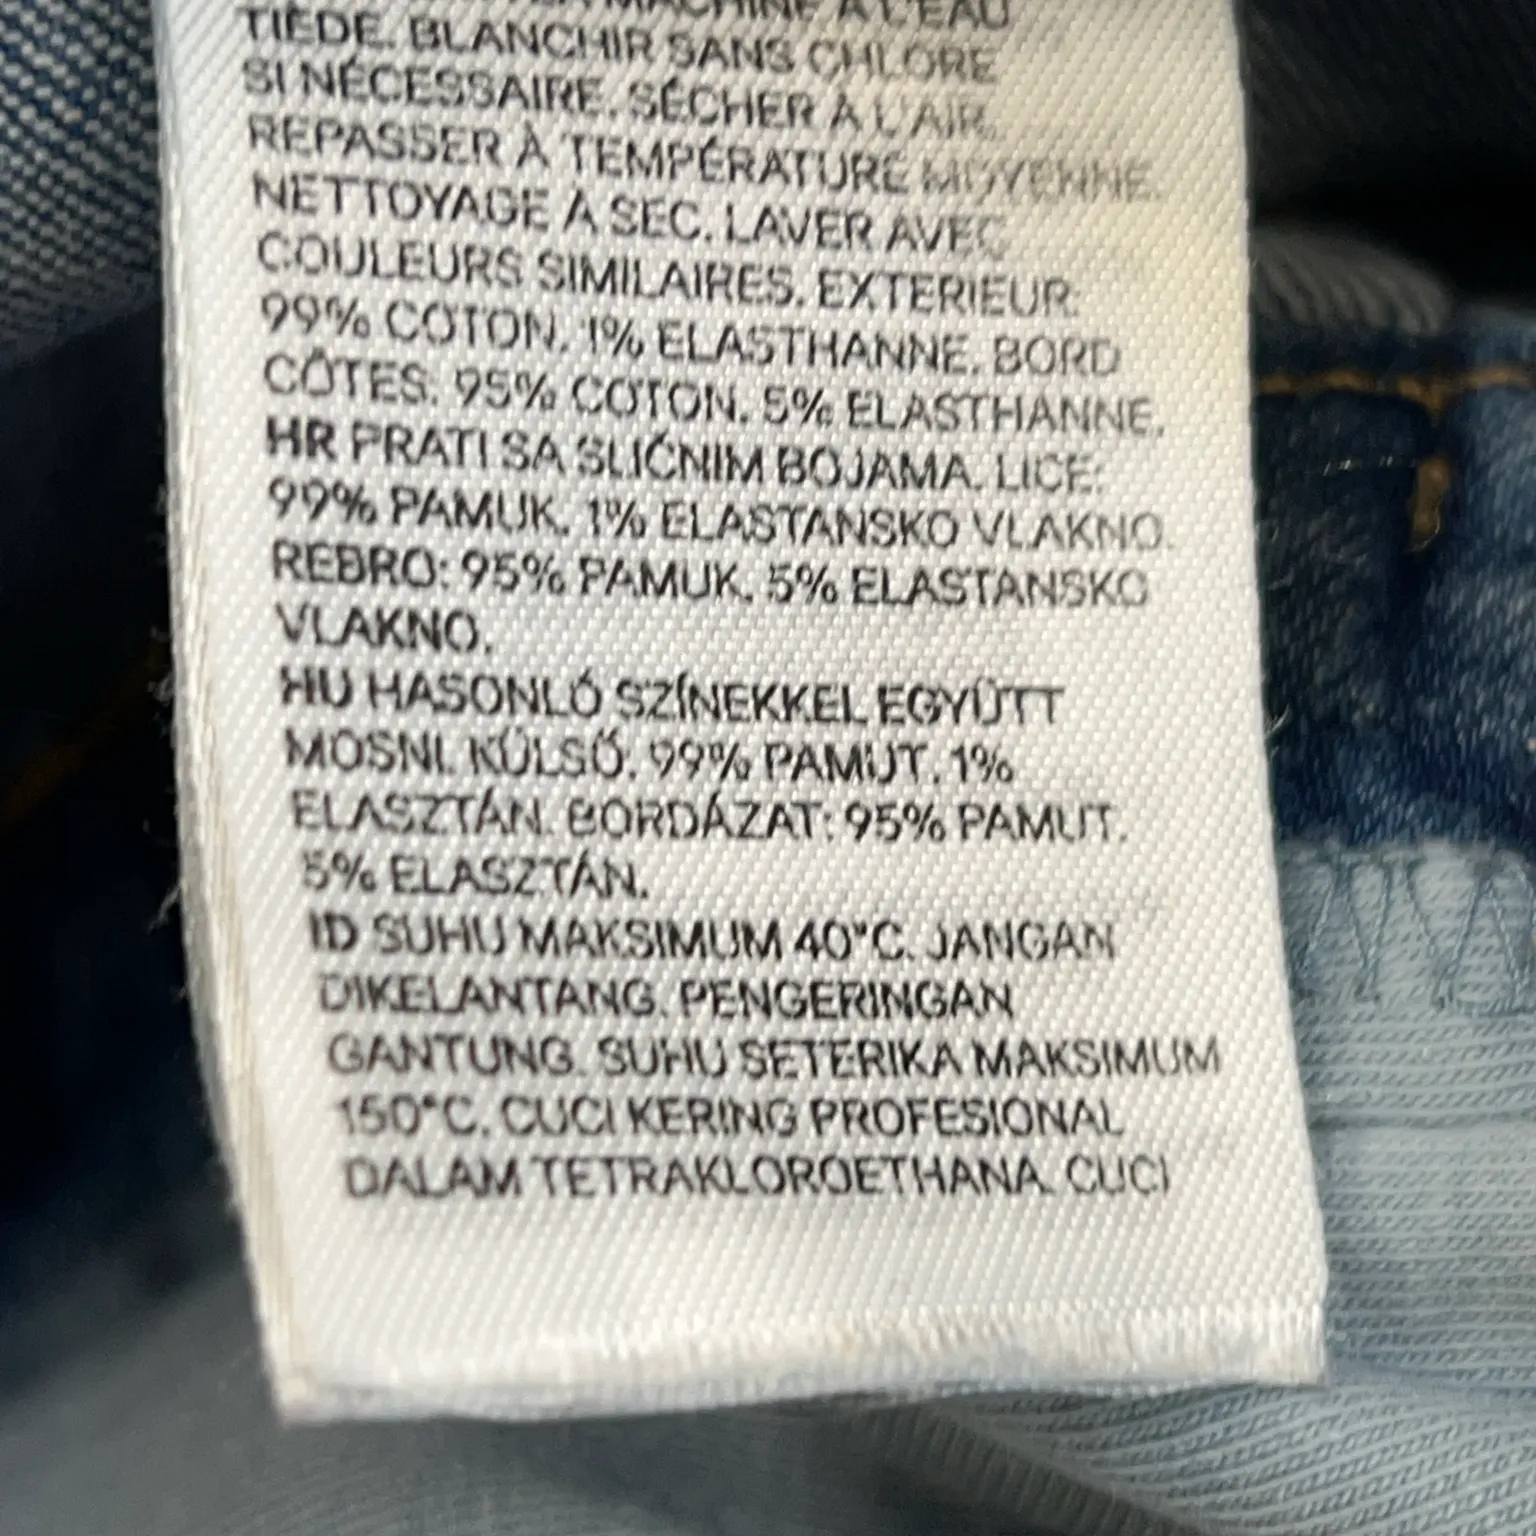 MACHINE À L'EAU
TIÈDE. BLANCHIR SANS CHLORE
SI NÉCESSAIRE. SÉCHER À L'AIR.
REPASSER À TEMPÉRATURE MOYENNE.
NETTOYAGE À SEC. LAVER AVEC
COULEURS SIMILAIRES. EXTERIEUR:
99% COTON. 1% ELASTHANNE. BORD
CÔTES: 95% COTON. 5% ELASTHANNE.
HR PRATI SA SLIČNIM BOJAMA. LICE:
99% PAMUK. 1% ELASTANSKO VLAKNO.
REBRO: 95% PAMUK. 5% ELASTANSKO
VLAKNO.
HU HASONLÓ SZÍNEKKEL EGYÜTT
MOSNI. KÜLSŐ: 99% PAMUT. 1%
ELASZTÁN. BORDÁZAT: 95% PAMUT.
5% ELASZTÁN.
ID SUHU MAKSIMUM 40°C. JANGAN
DIKELANTANG. PENGERINGAN
GANTUNG. SUHU SETERIKA MAKSIMUM
150°C. CUCI KERING PROFESIONAL
DALAM TETRAKLOROETHANA. CUCI